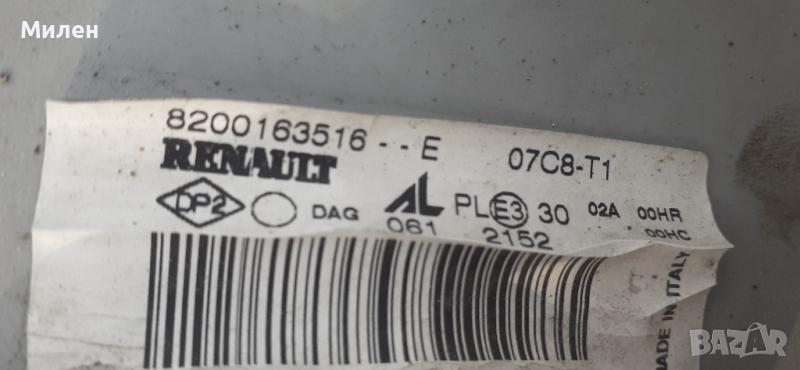 Милен
8200163516--E 07C8-T1
RENAULT
DP2 DAG AL PL E3 30 02A 00HR
061 2152 00HC
MADE IN ITALY
BAZAR